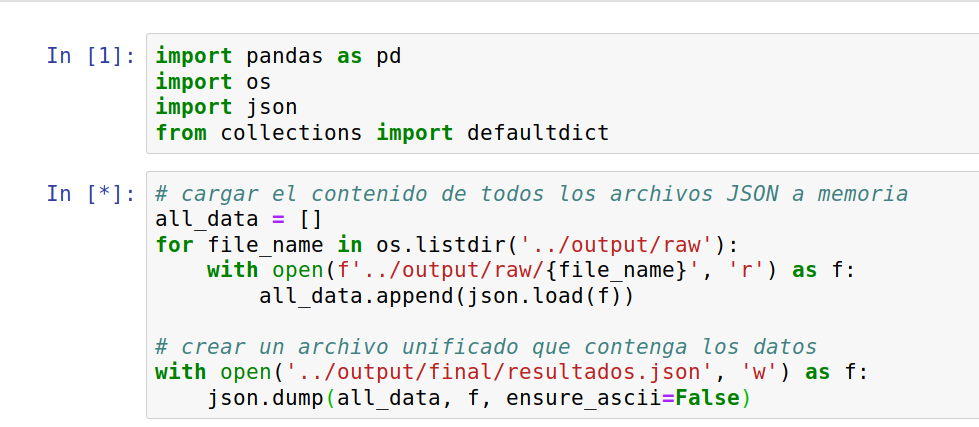 In [1]: import pandas as pd
import os
import json
from collections import defaultdict
In [*]: # cargar el contenido de todos los archivos JSON a memoria
all_data = []
for file_name in os.listdir('../output/raw'):
    with open(f'../output/raw/{file_name}', 'r') as f:
        all_data.append(json.load(f))

# crear un archivo unificado que contenga los datos
with open('../output/final/resultados.json', 'w') as f:
    json.dump(all_data, f, ensure_ascii=False)